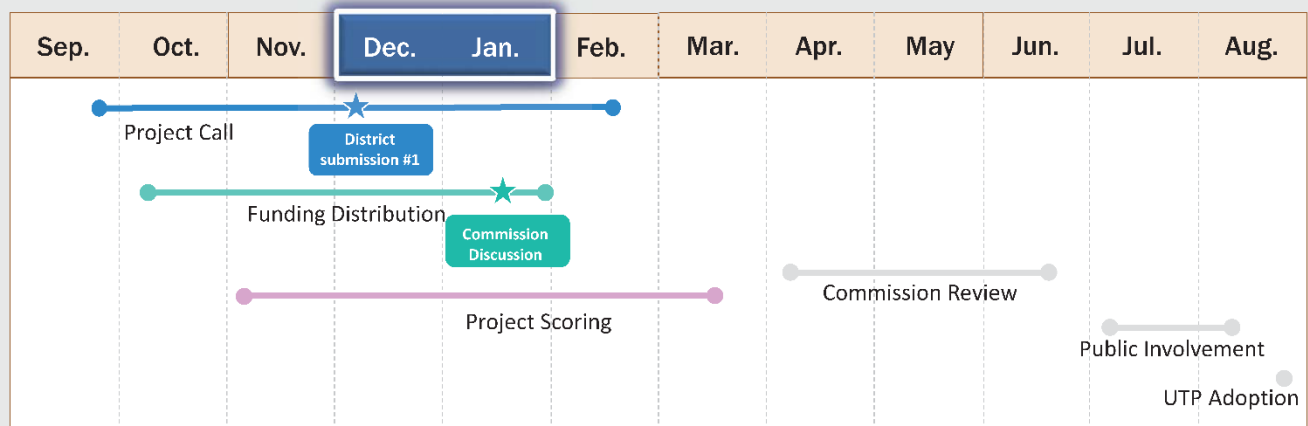 Sep. Oct. Nov. Dec. Jan. Feb. Mar. Apr. May Jun. Jul. Aug.
Project Call
District
submission #1
Funding Distribution
Commission
Discussion
Commission Review
Project Scoring
Public Involvement
UTP Adoption